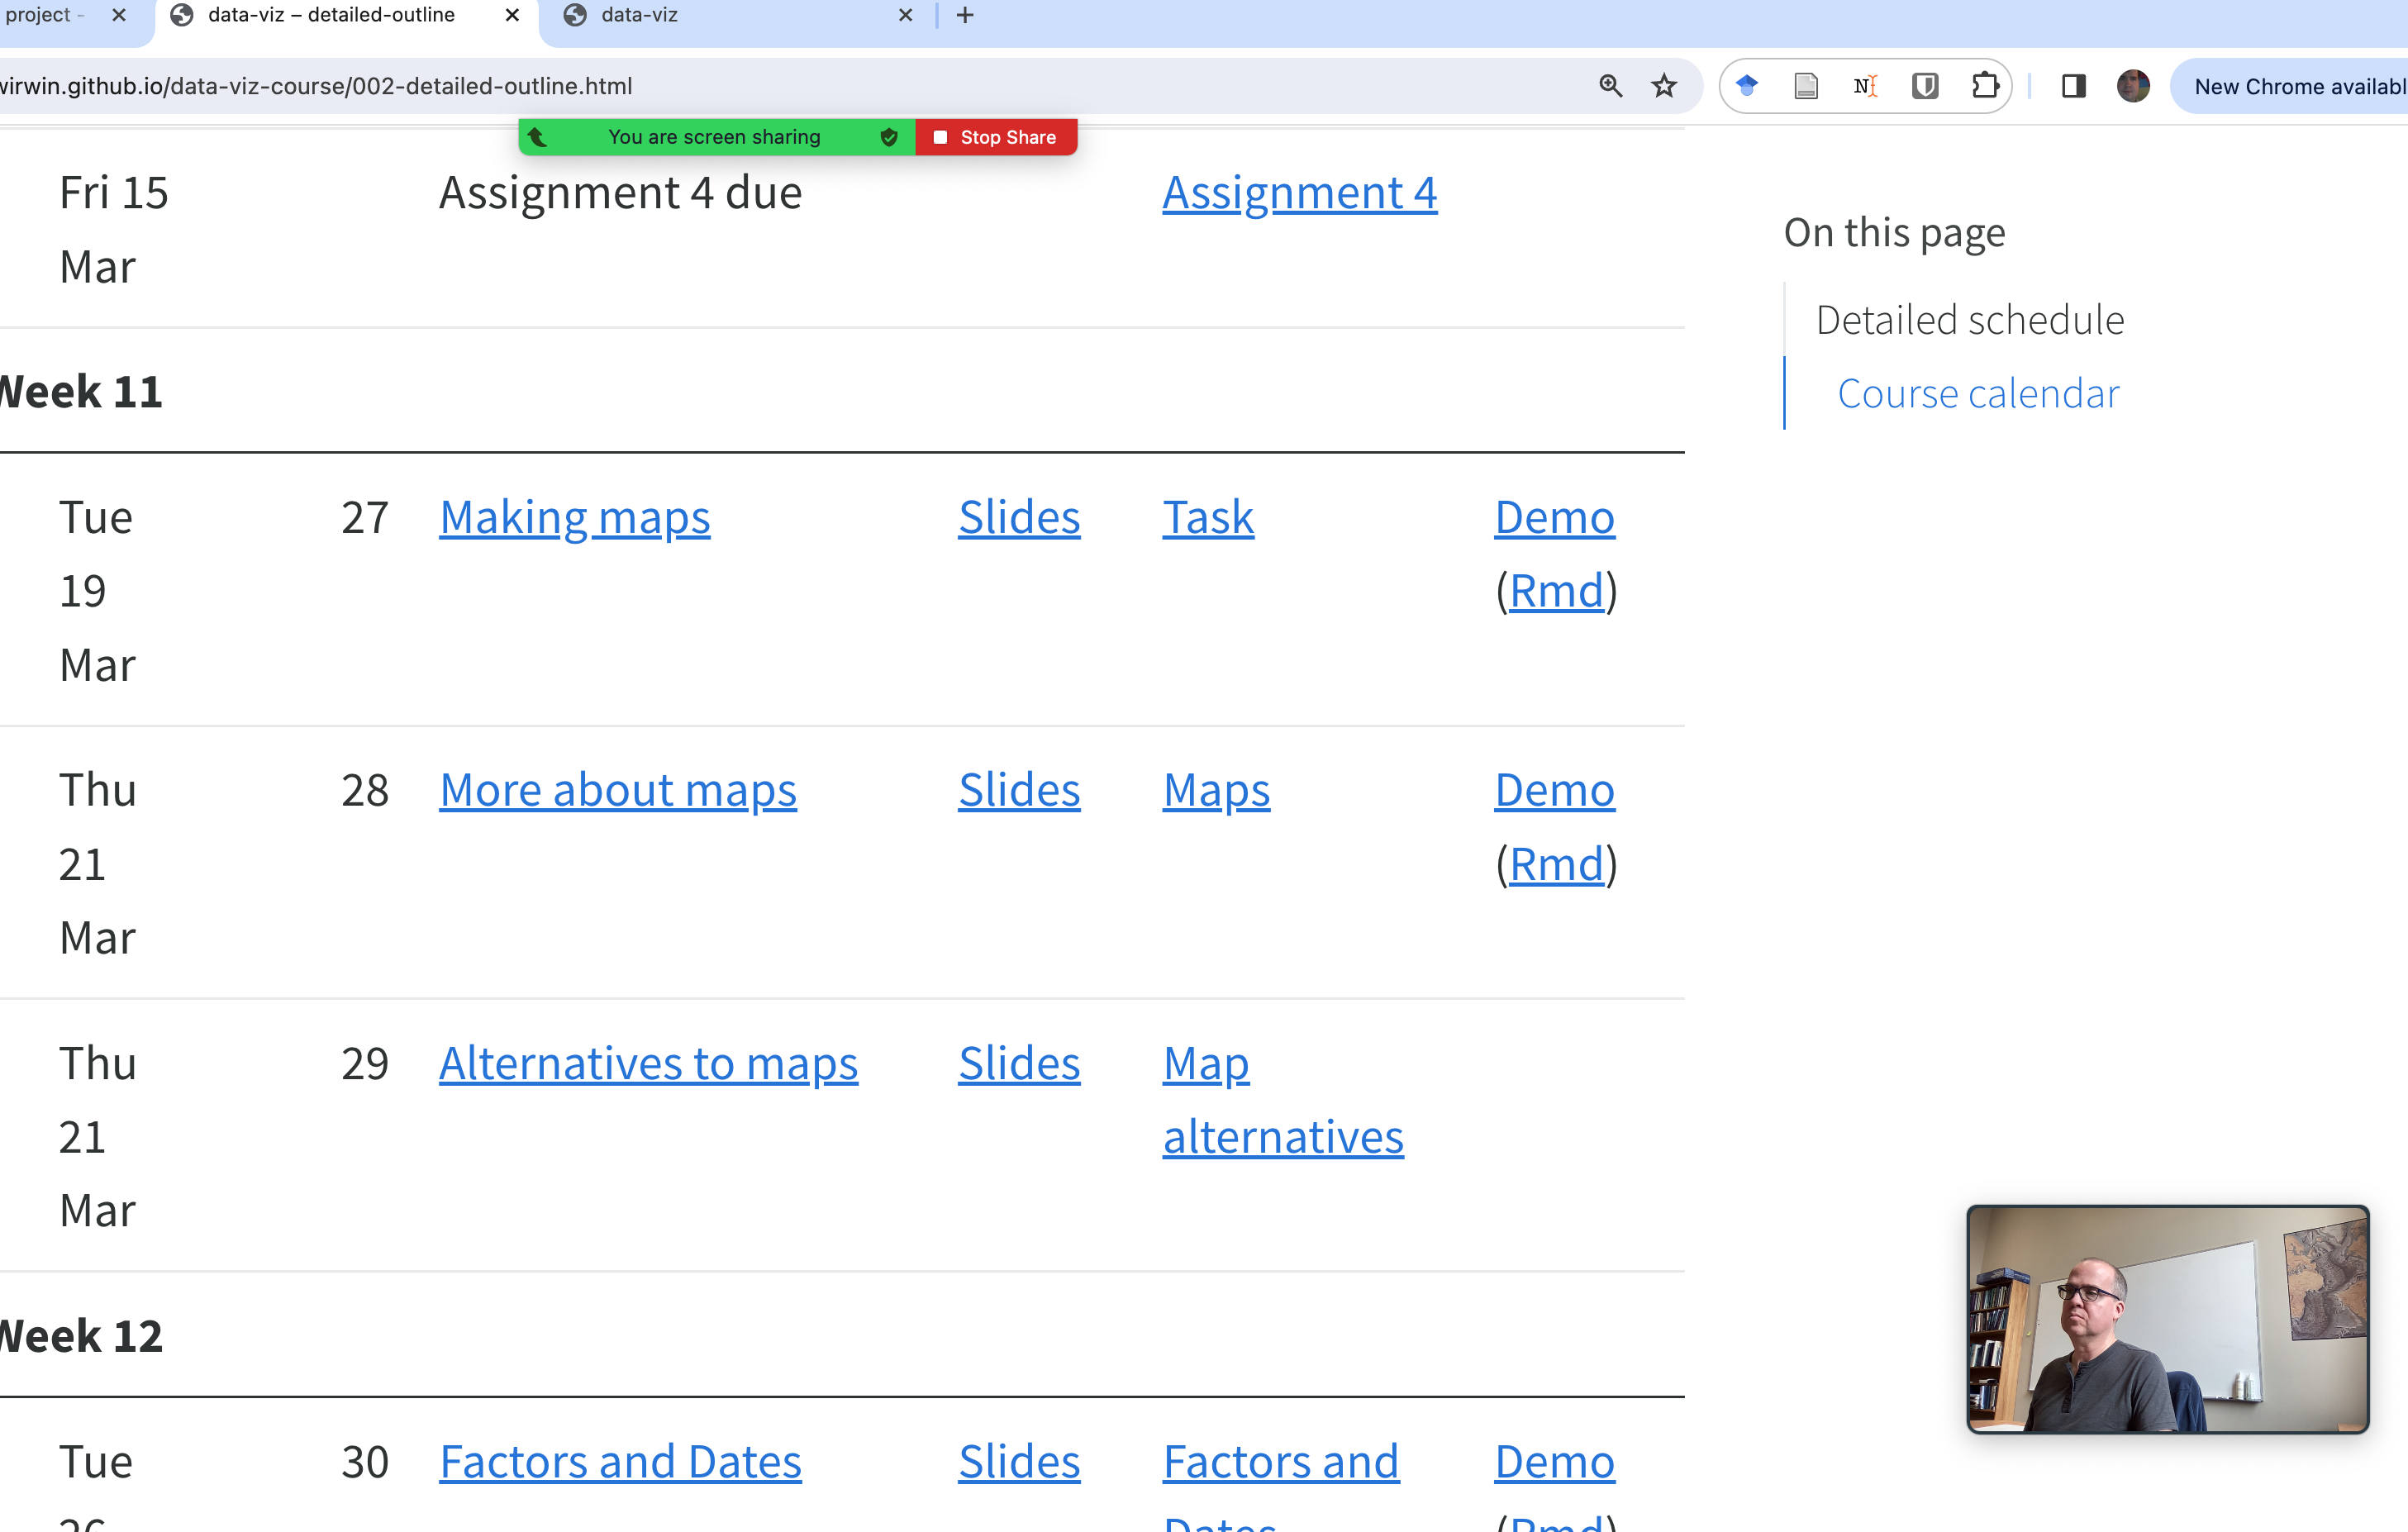 project -
data-viz – detailed-outline
data-viz
wirwin.github.io/data-viz-course/002-detailed-outline.html
New Chrome availabl
You are screen sharing
Stop Share
Fri 15 Assignment 4 due Assignment 4
Mar
On this page
Detailed schedule
Course calendar
Week 11
Tue 27 Making maps Slides Task Demo
19 (Rmd)
Mar
Thu 28 More about maps Slides Maps Demo
21 (Rmd)
Mar
Thu 29 Alternatives to maps Slides Map
21 alternatives
Mar
Week 12
Tue 30 Factors and Dates Slides Factors and Demo
26 Dates (Rmd)